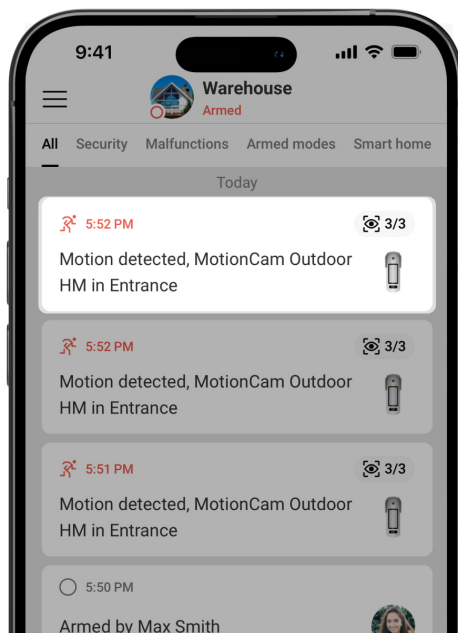 9:41
Warehouse
Armed
All Security Malfunctions Armed modes Smart home
Today
5:52 PM 3/3
Motion detected, MotionCam Outdoor
HM in Entrance
5:52 PM 3/3
Motion detected, MotionCam Outdoor
HM in Entrance
5:51 PM 3/3
Motion detected, MotionCam Outdoor
HM in Entrance
5:50 PM
Armed by Max Smith